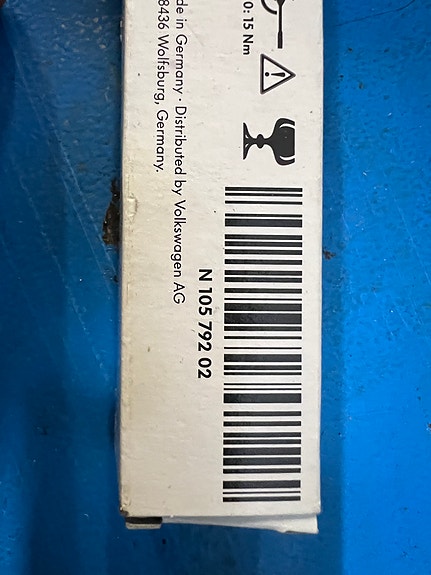 0: 15 Nm
de in Germany · Distributed by Volkswagen AG
8436 Wolfsburg, Germany.
N 105 792 02